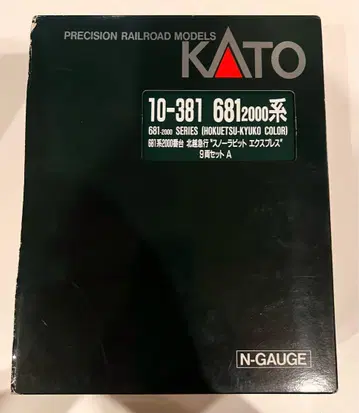 PRECISION RAILROAD MODELS
KATO
10-381 6812000系
681-2000 SERIES (HOKUETSU-KYUKO COLOR)
681系2000番台 北越急行 "スノーラビット エクスプレス"
9両セット A
N-GAUGE